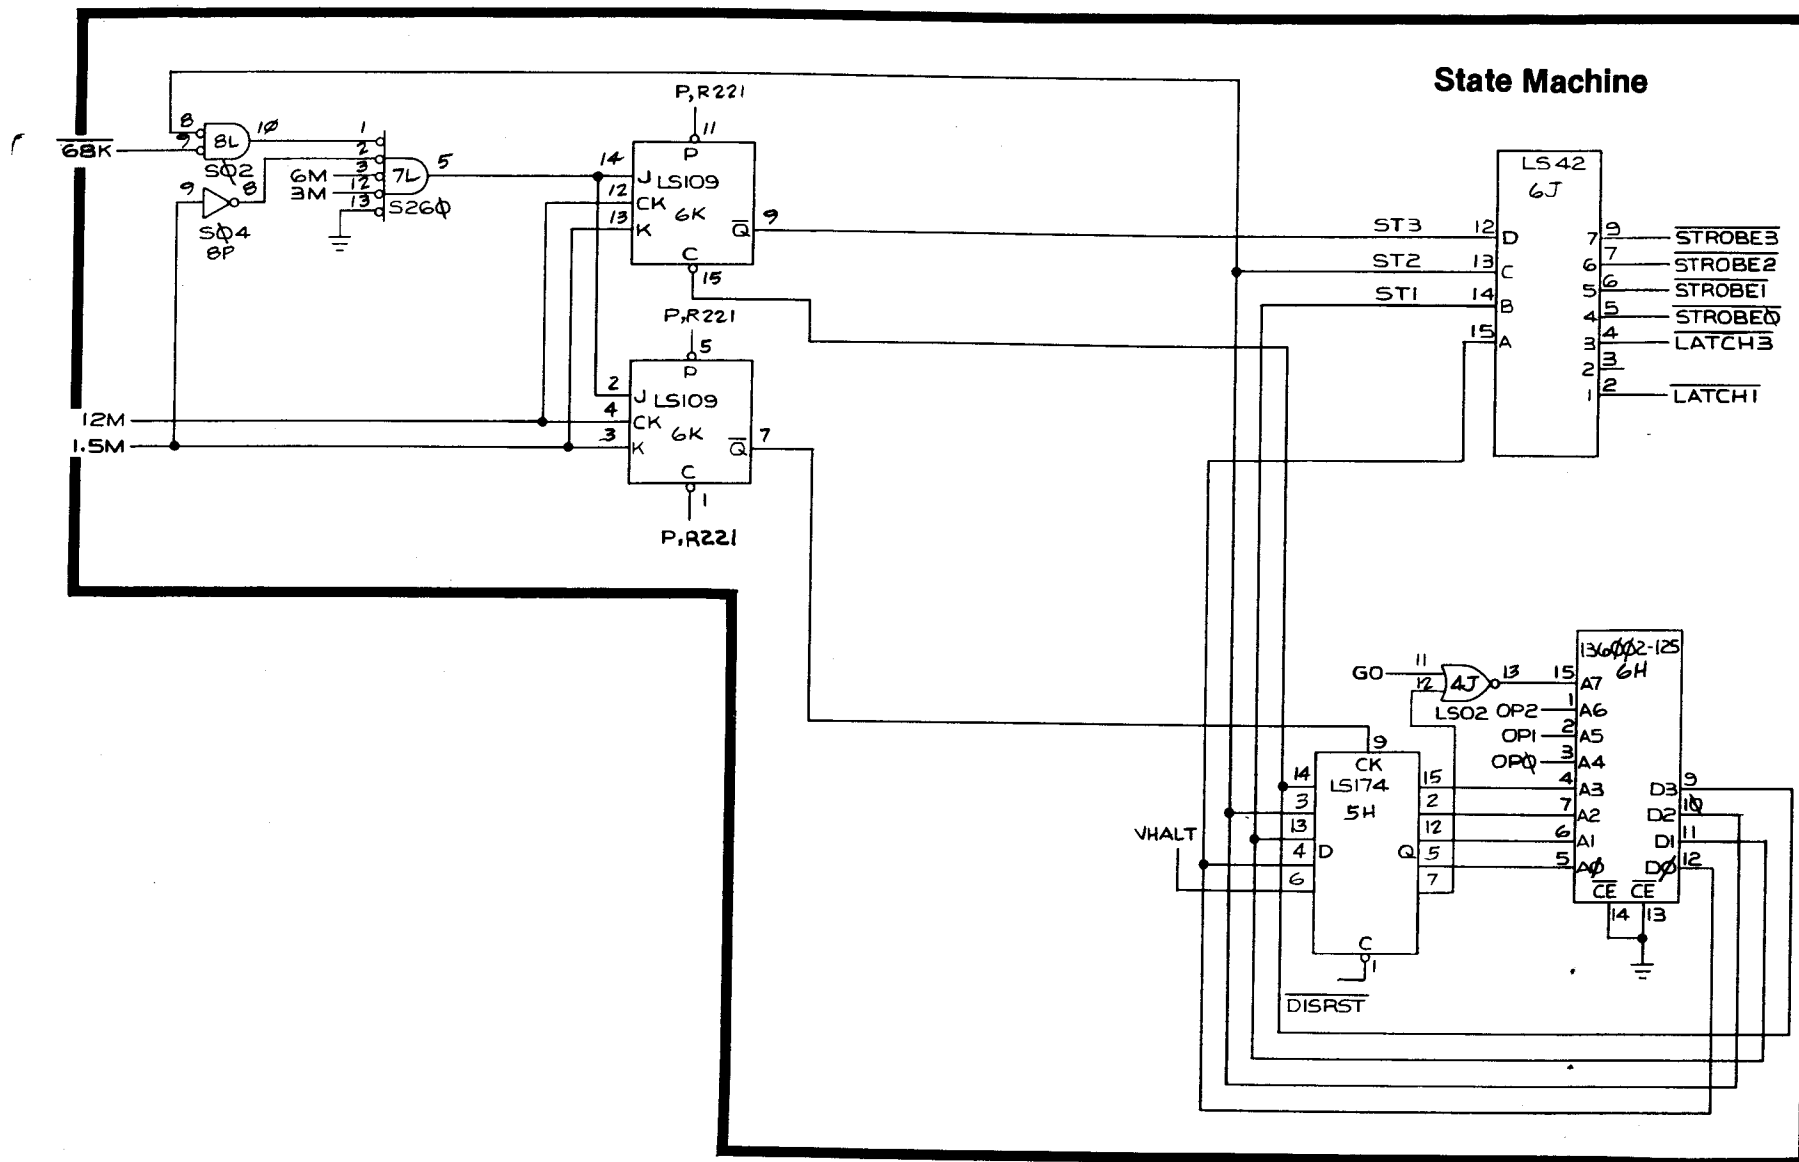 State Machine
P,R221
8
9
8L
10
SØ2
68K
1
2
3
12
13
6M
3M
7L
5
S26Ø
9
8
SØ4
8P
11
P
14
J
LS109
12
CK
6K
13
K
Q
9
C
15
P,R221
5
P
2
J
LS109
4
CK
6K
3
K
Q
7
C
1
P,R221
12M
1.5M
LS42
6J
ST3
12
D
ST2
13
C
ST1
14
B
15
A
7
9
STROBE3
6
7
STROBE2
5
6
STROBE1
4
5
STROBEØ
3
4
LATCH3
2
3
1
2
LATCH1
136ØØ2-125
6H
GO
11
12
4J
13
LS02
15
A7
OP2
1
A6
OP1
2
A5
OPØ
3
A4
4
A3
7
A2
6
A1
5
AØ
D3
9
D2
1Ø
D1
11
DØ
12
CE
CE
14
13
9
CK
LS174
5H
14
3
13
4
D
6
15
2
12
Q
5
7
VHALT
C
1
DISRST